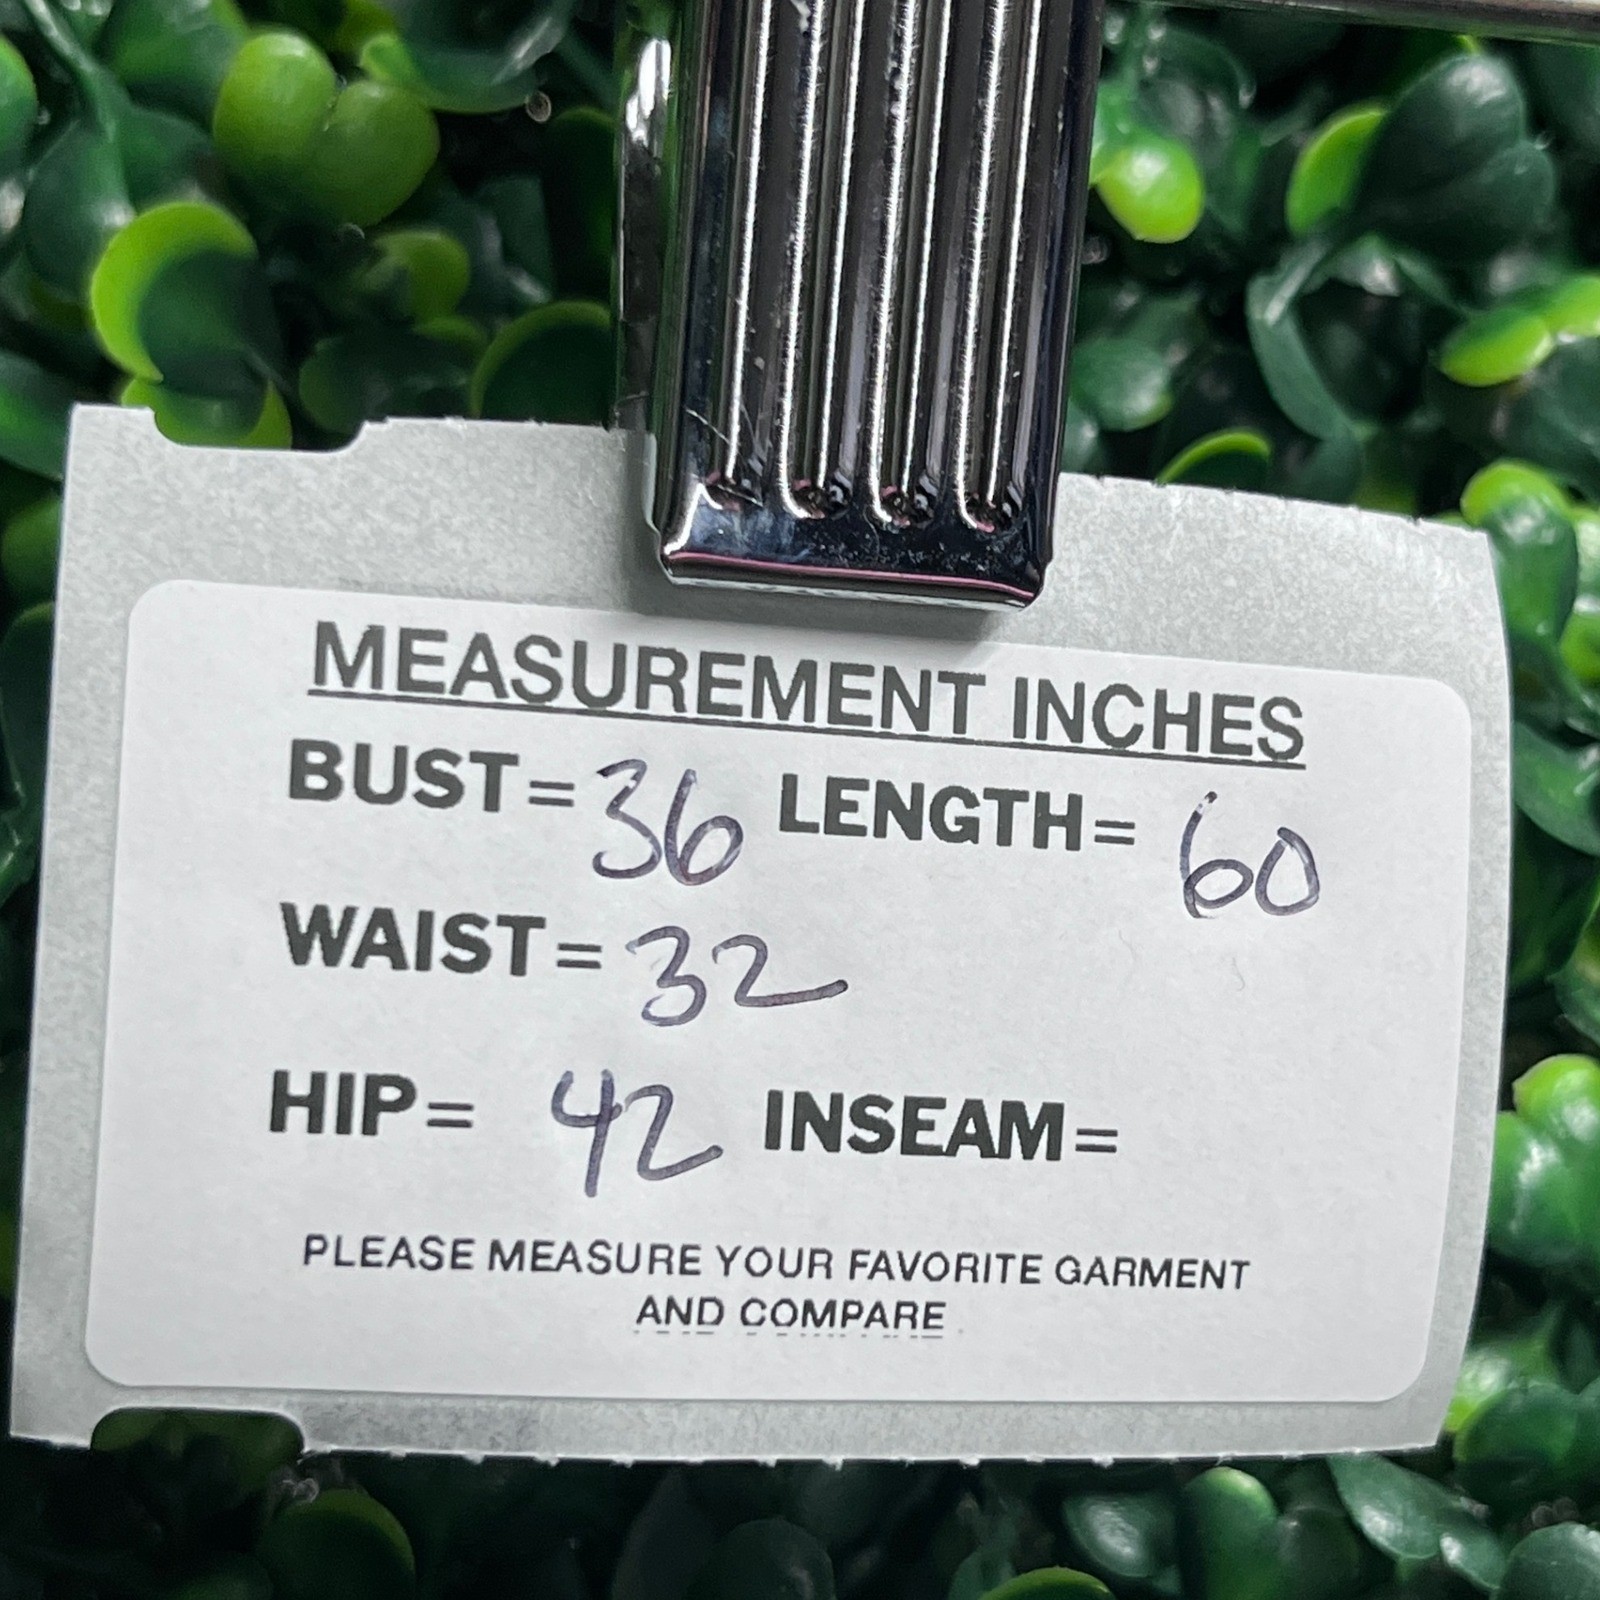 MEASUREMENT INCHES
BUST= 36 LENGTH= 60
WAIST= 32
HIP= 42 INSEAM=
PLEASE MEASURE YOUR FAVORITE GARMENT
AND COMPARE